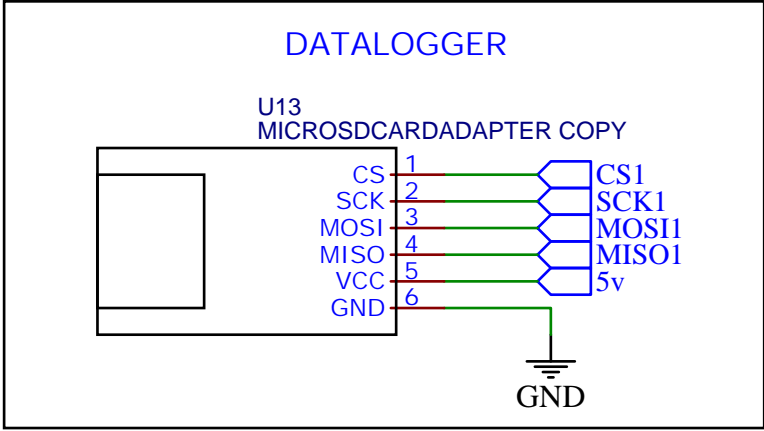 DATALOGGER
U13
MICROSDCARDADAPTER COPY
CS 1 CS1
SCK 2 SCK1
MOSI 3 MOSI1
MISO 4 MISO1
VCC 5 5v
GND 6
GND